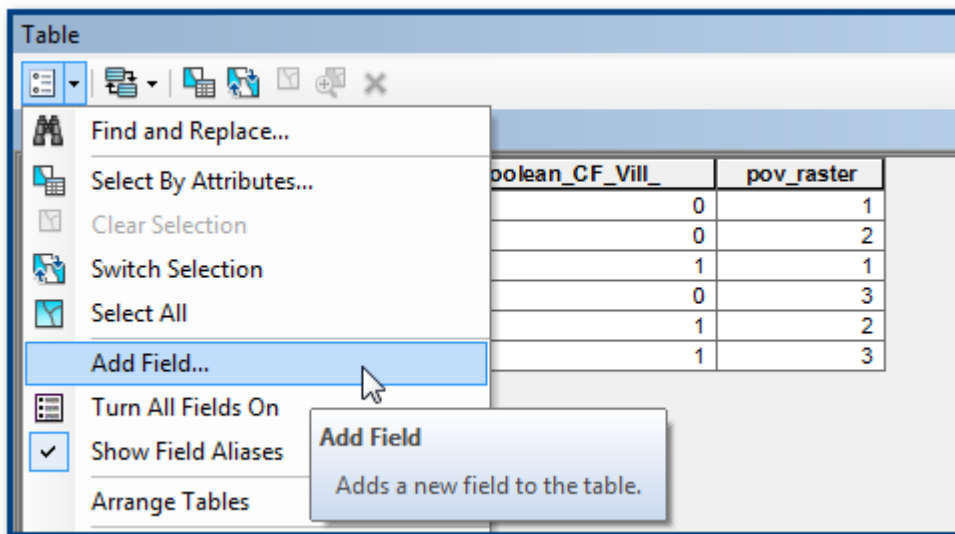 Table
Find and Replace...
Select By Attributes...
Clear Selection
Switch Selection
Select All
Add Field...
Turn All Fields On
Show Field Aliases
Arrange Tables
Add Field
Adds a new field to the table.
oolean_CF_Vill_ pov_raster
0 1
0 2
1 1
0 3
1 2
1 3